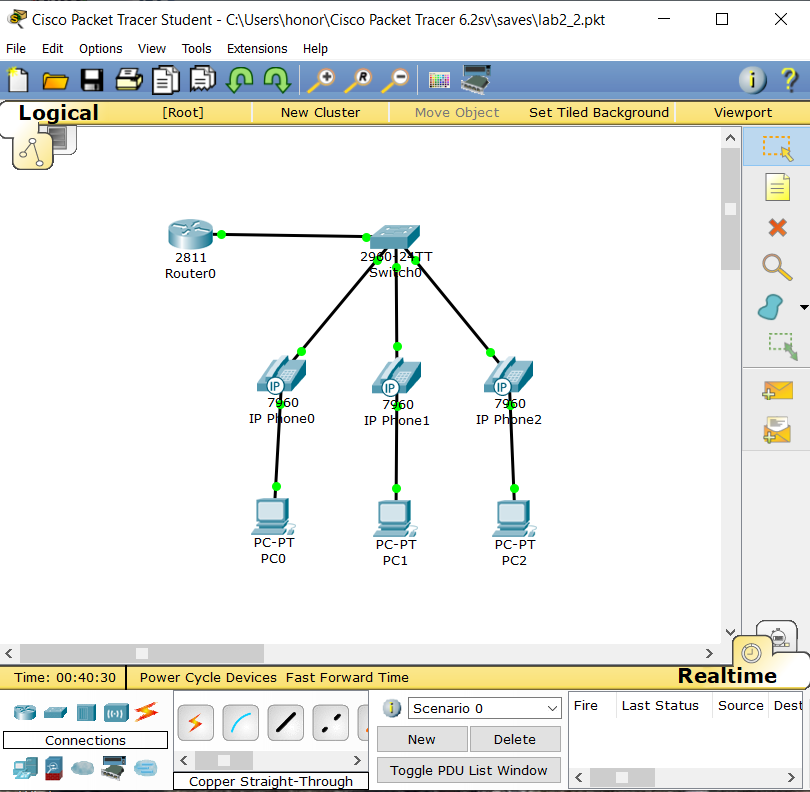 Cisco Packet Tracer Student - C:\Users\honor\Cisco Packet Tracer 6.2sv\saves\lab2_2.pkt
File Edit Options View Tools Extensions Help
Logical [Root] New Cluster Move Object Set Tiled Background Viewport
2811
Router0
2960-24TT
Switch0
IP
7960
IP Phone0
IP
7960
IP Phone1
IP
7960
IP Phone2
PC-PT
PC0
PC-PT
PC1
PC-PT
PC2
Realtime
Time: 00:40:30 Power Cycle Devices Fast Forward Time
Connections
Copper Straight-Through
Scenario 0
New Delete
Toggle PDU List Window
Fire Last Status Source Dest